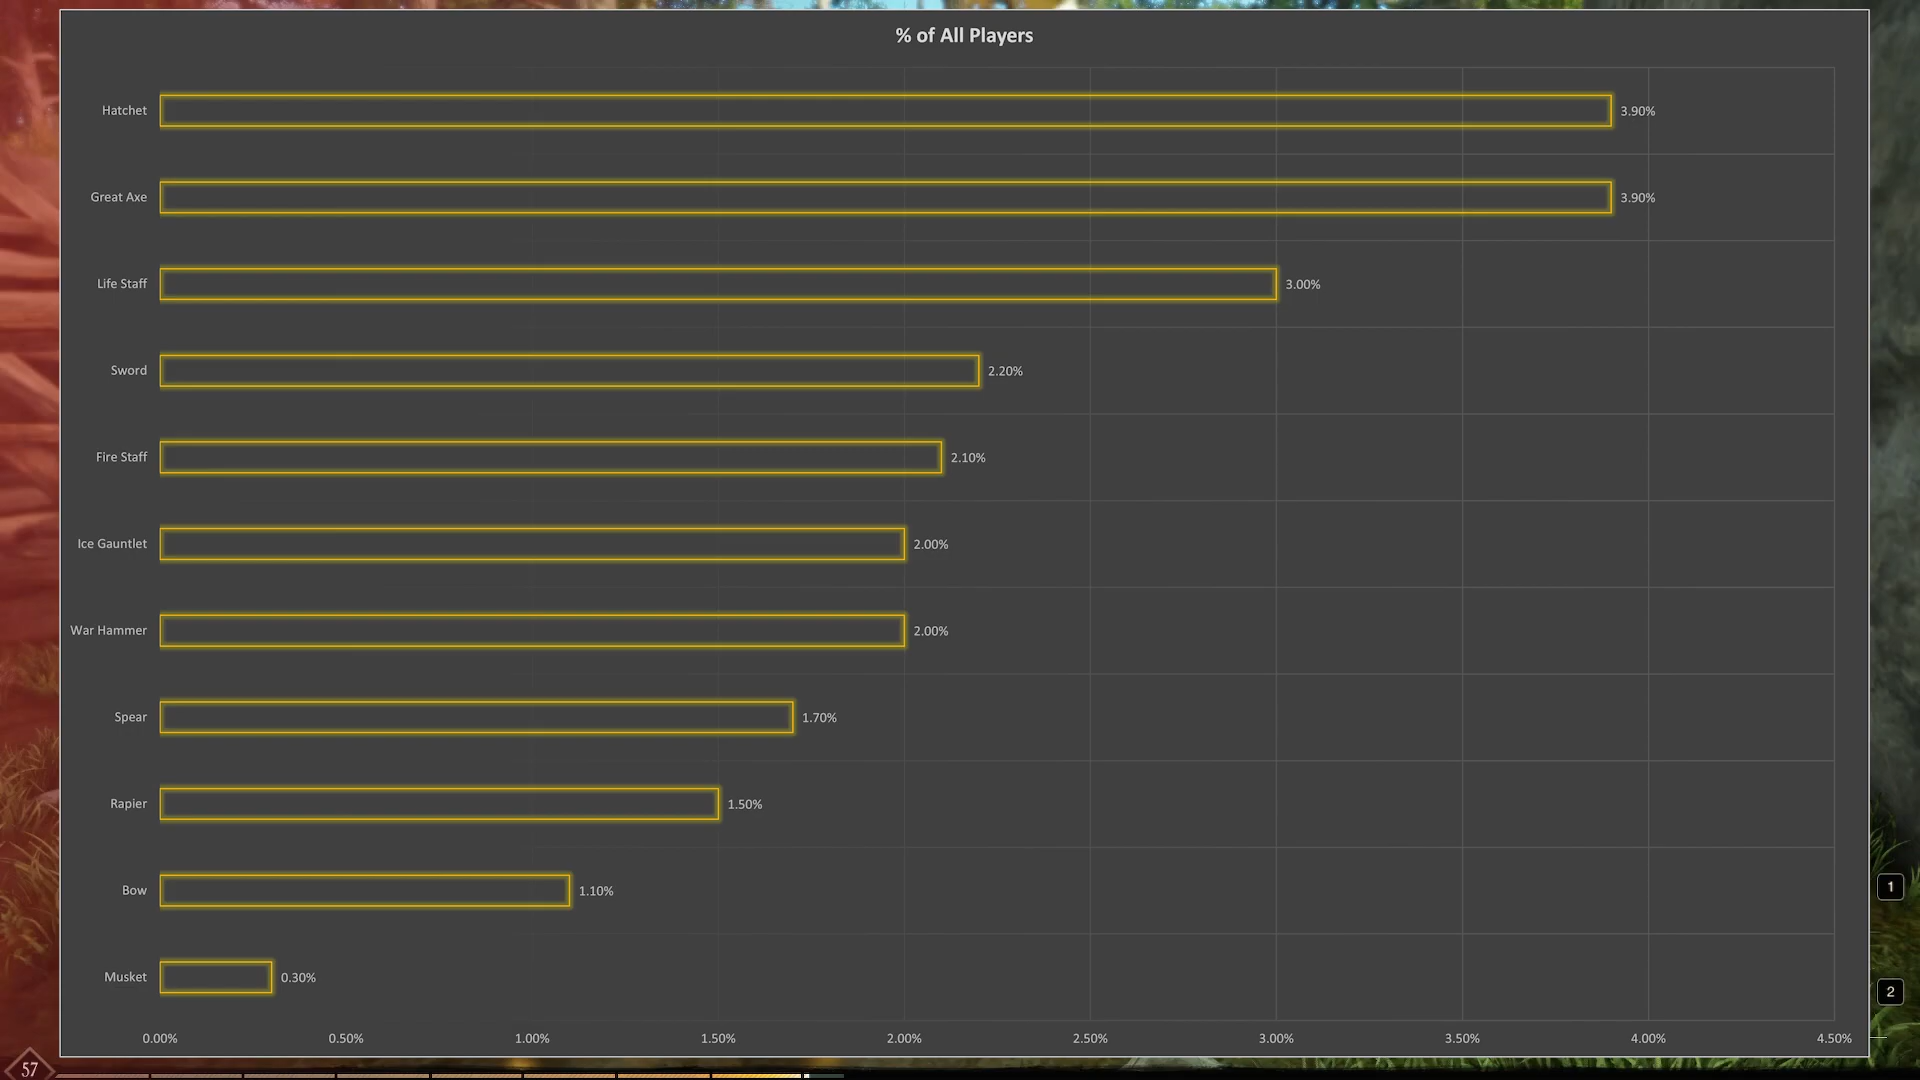 % of All Players
Hatchet 3.90%
Great Axe 3.90%
Life Staff 3.00%
Sword 2.20%
Fire Staff 2.10%
Ice Gauntlet 2.00%
War Hammer 2.00%
Spear 1.70%
Rapier 1.50%
Bow 1.10%
1
Musket 0.30%
2
0.00% 0.50% 1.00% 1.50% 2.00% 2.50% 3.00% 3.50% 4.00% 4.50%
57